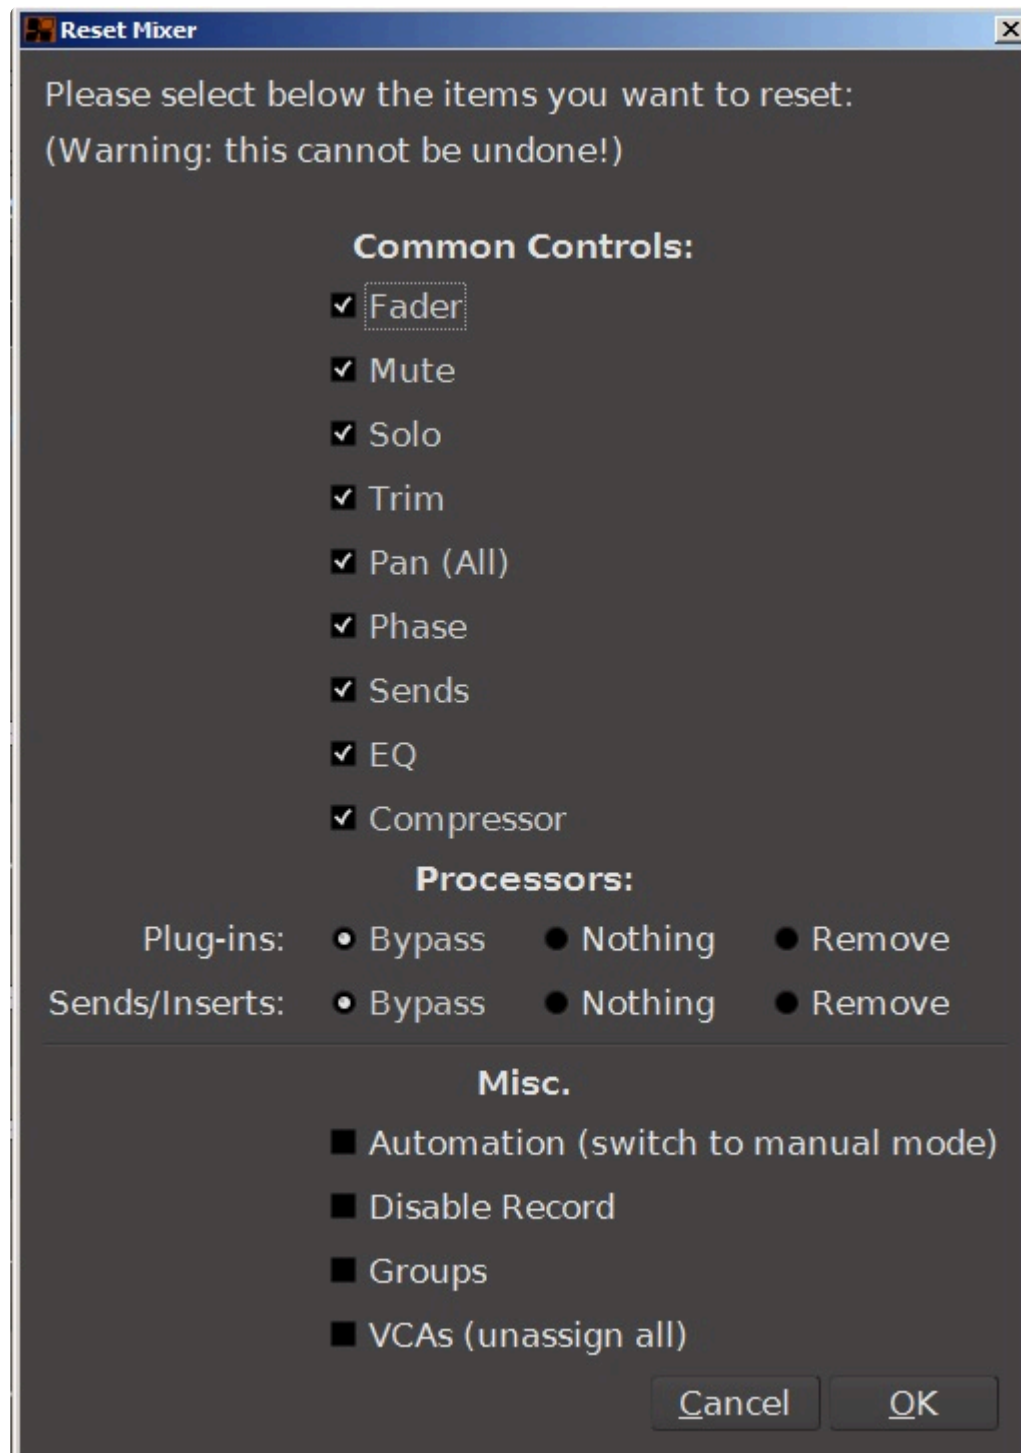 Reset Mixer
Please select below the items you want to reset:
(Warning: this cannot be undone!)
Common Controls:
Fader
Mute
Solo
Trim
Pan (All)
Phase
Sends
EQ
Compressor
Processors:
Plug-ins: Bypass Nothing Remove
Sends/Inserts: Bypass Nothing Remove
Misc.
Automation (switch to manual mode)
Disable Record
Groups
VCAs (unassign all)
Cancel OK